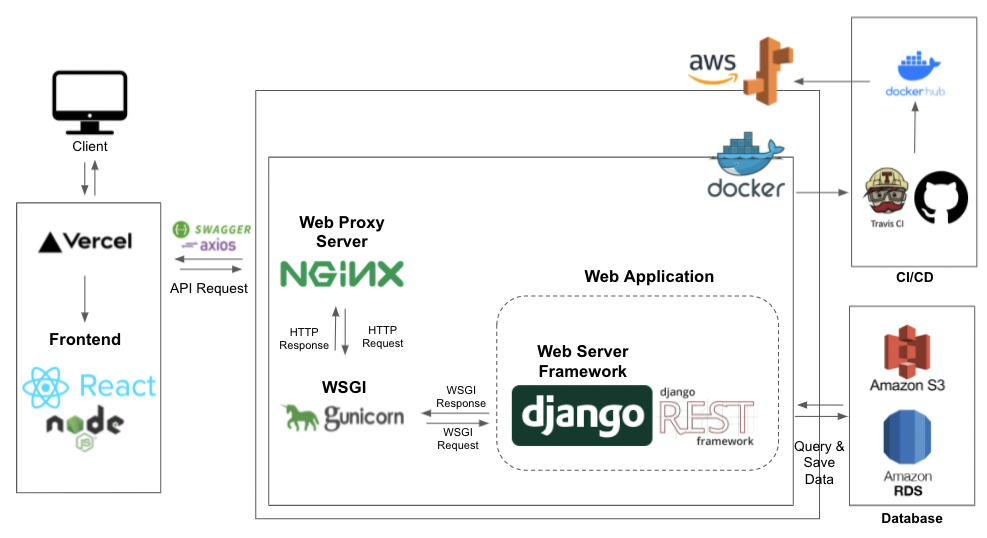 Client
Vercel
Frontend
React
node
JS
SWAGGER
axios
API Request
Web Proxy
Server
NGINX
HTTP
Response
HTTP
Request
WSGI
gunicorn
WSGI
Response
WSGI
Request
Web Application
Web Server
Framework
django
django
REST
framework
aws
docker
dockerhub
T
Travis CI
CI/CD
Query &
Save
Data
Amazon S3
Amazon
RDS
Database